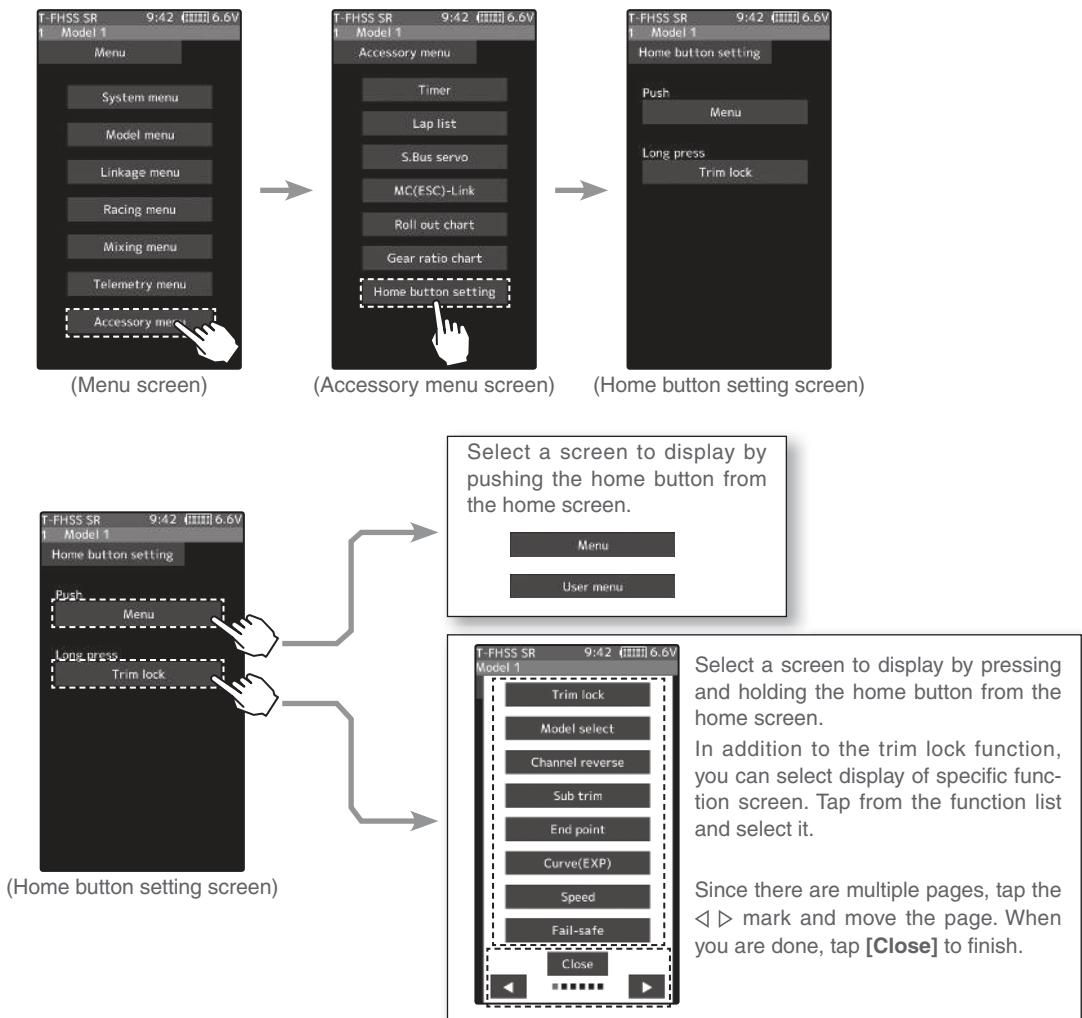 T-FHSS SR 9:42 6.6V
1 Model 1
Menu
System menu
Model menu
Linkage menu
Racing menu
Mixing menu
Telemetry menu
Accessory menu
(Menu screen)
T-FHSS SR 9:42 6.6V
1 Model 1
Accessory menu
Timer
Lap list
S.Bus servo
MC(ESC)-Link
Roll out chart
Gear ratio chart
Home button setting
(Accessory menu screen)
T-FHSS SR 9:42 6.6V
1 Model 1
Home button setting
Push
Menu
Long press
Trim lock
(Home button setting screen)
T-FHSS SR 9:42 6.6V
1 Model 1
Home button setting
Push
Menu
Long press
Trim lock
(Home button setting screen)
Select a screen to display by
pushing the home button from
the home screen.
Menu
User menu
T-FHSS SR 9:42 6.6V
Model 1
Trim lock
Model select
Channel reverse
Sub trim
End point
Curve(EXP)
Speed
Fail-safe
Close
Select a screen to display by pressing
and holding the home button from the
home screen.
In addition to the trim lock function,
you can select display of specific func-
tion screen. Tap from the function list
and select it.
Since there are multiple pages, tap the
◁ ▷ mark and move the page. When
you are done, tap [Close] to finish.